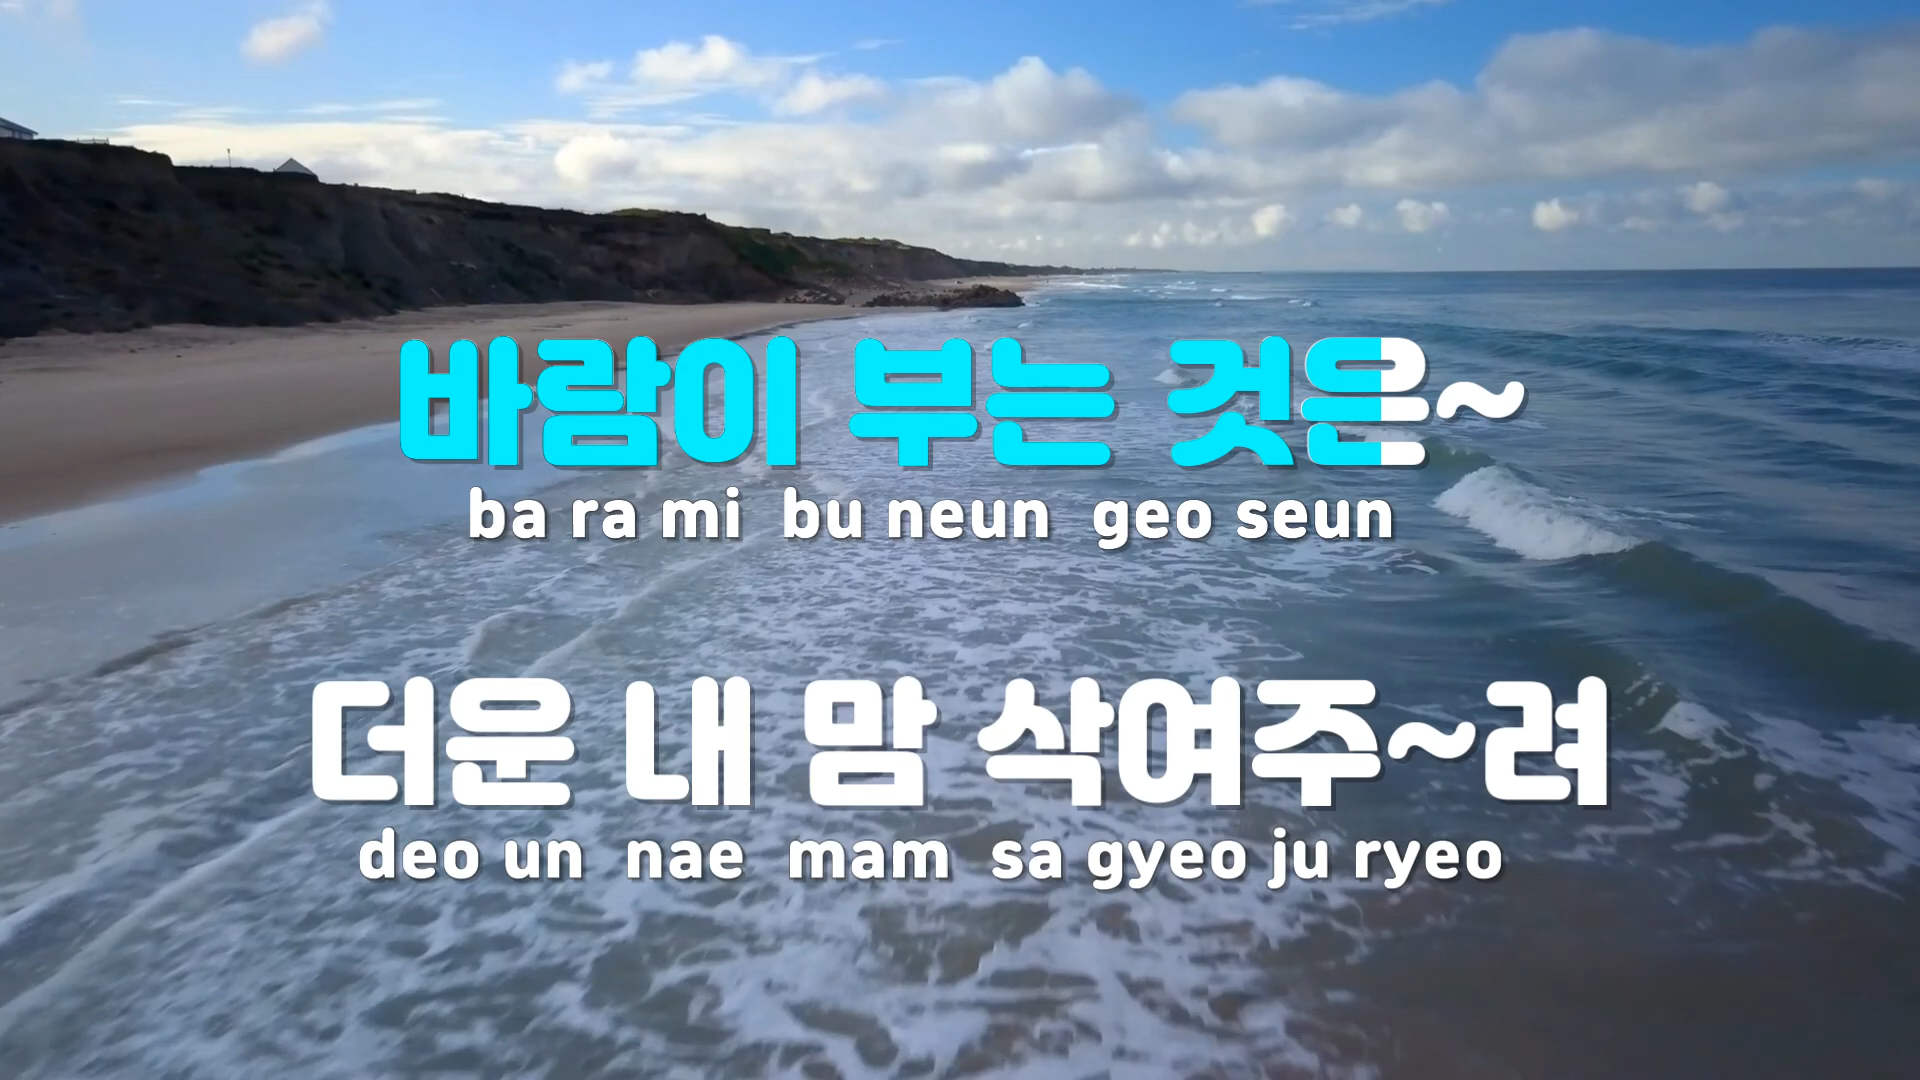 바람이 부는 것은~
ba ra mi bu neun geo seun
더운 내 맘 삭여주~려
deo un nae mam sa gyeo ju ryeo